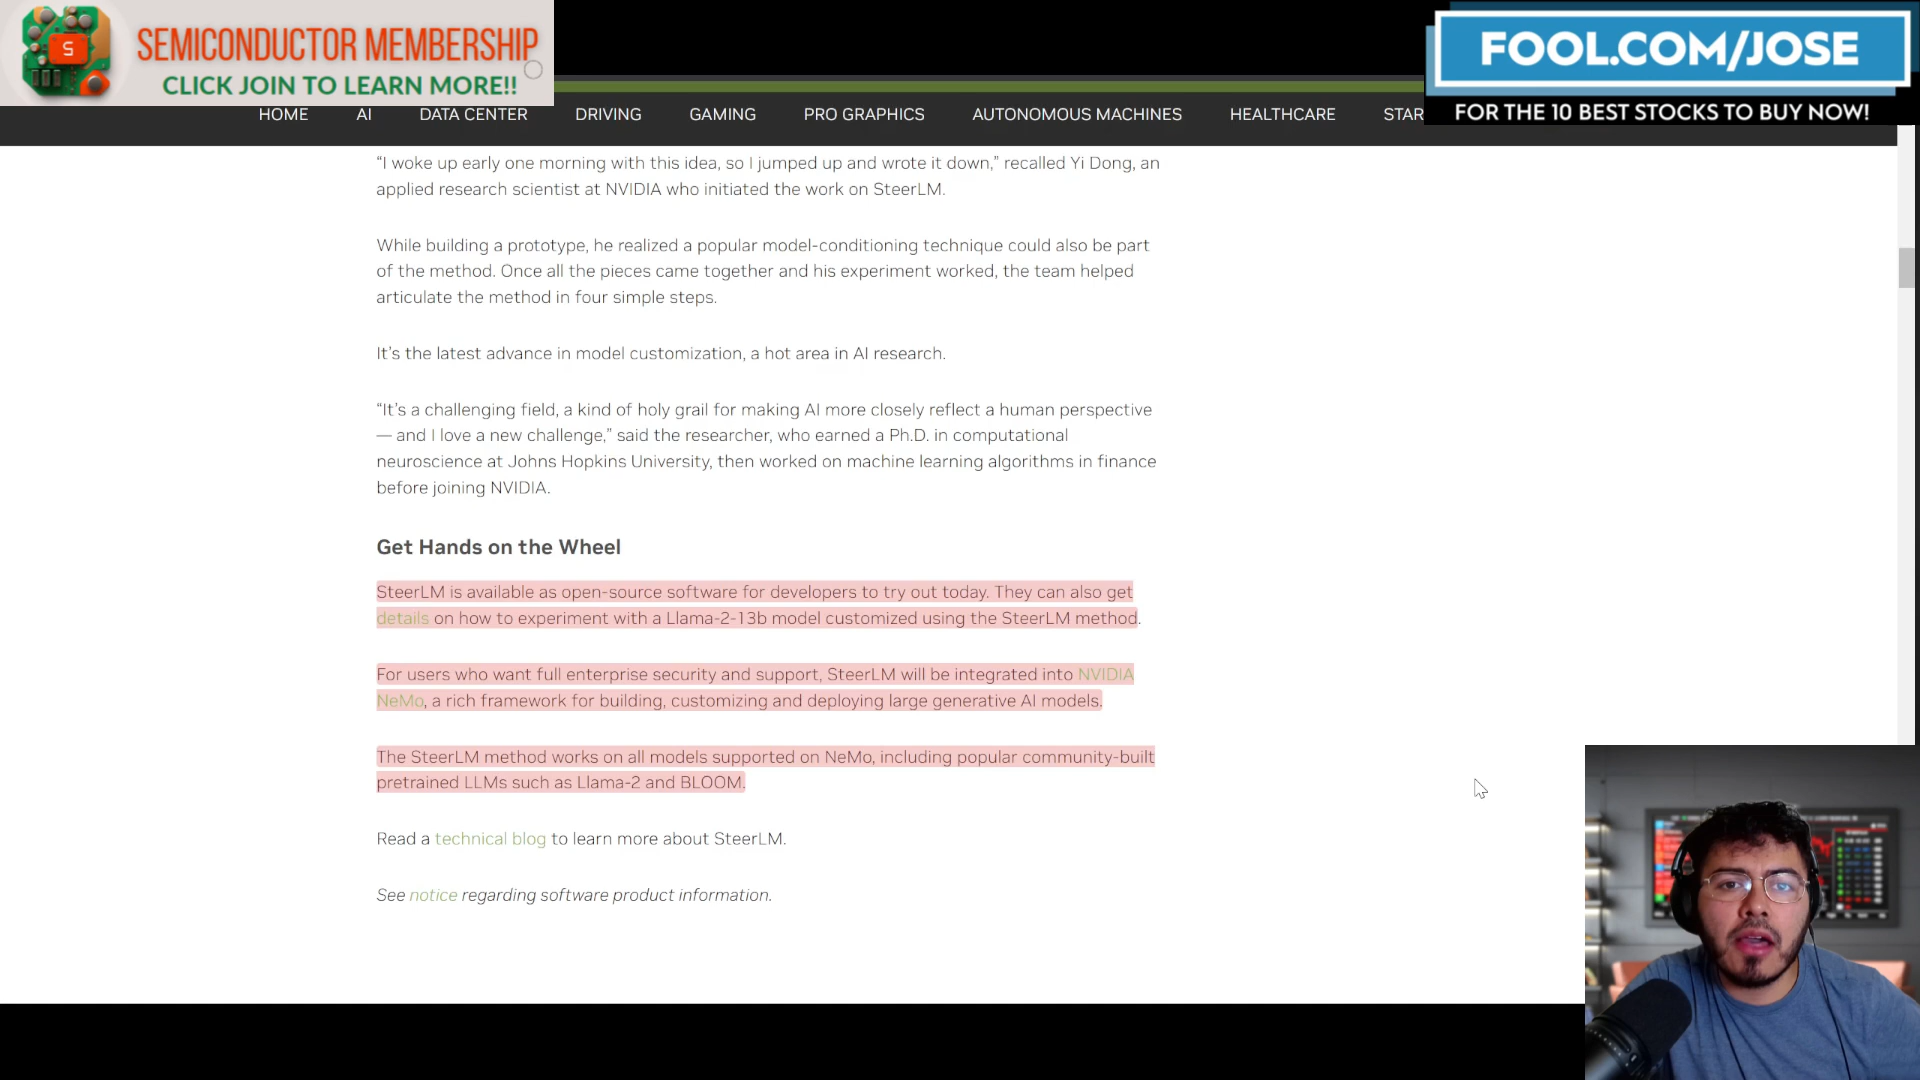 S
SEMICONDUCTOR MEMBERSHIP
CLICK JOIN TO LEARN MORE!!
FOOL.COM/JOSE
FOR THE 10 BEST STOCKS TO BUY NOW!
HOME AI DATA CENTER DRIVING GAMING PRO GRAPHICS AUTONOMOUS MACHINES HEALTHCARE STAR
“I woke up early one morning with this idea, so I jumped up and wrote it down,” recalled Yi Dong, an
applied research scientist at NVIDIA who initiated the work on SteerLM.
While building a prototype, he realized a popular model-conditioning technique could also be part
of the method. Once all the pieces came together and his experiment worked, the team helped
articulate the method in four simple steps.
It’s the latest advance in model customization, a hot area in AI research.
“It’s a challenging field, a kind of holy grail for making AI more closely reflect a human perspective
— and I love a new challenge,” said the researcher, who earned a Ph.D. in computational
neuroscience at Johns Hopkins University, then worked on machine learning algorithms in finance
before joining NVIDIA.
Get Hands on the Wheel
SteerLM is available as open-source software for developers to try out today. They can also get
details on how to experiment with a Llama-2-13b model customized using the SteerLM method.
For users who want full enterprise security and support, SteerLM will be integrated into NVIDIA
NeMo, a rich framework for building, customizing and deploying large generative AI models.
The SteerLM method works on all models supported on NeMo, including popular community-built
pretrained LLMs such as Llama-2 and BLOOM.
Read a technical blog to learn more about SteerLM.
See notice regarding software product information.